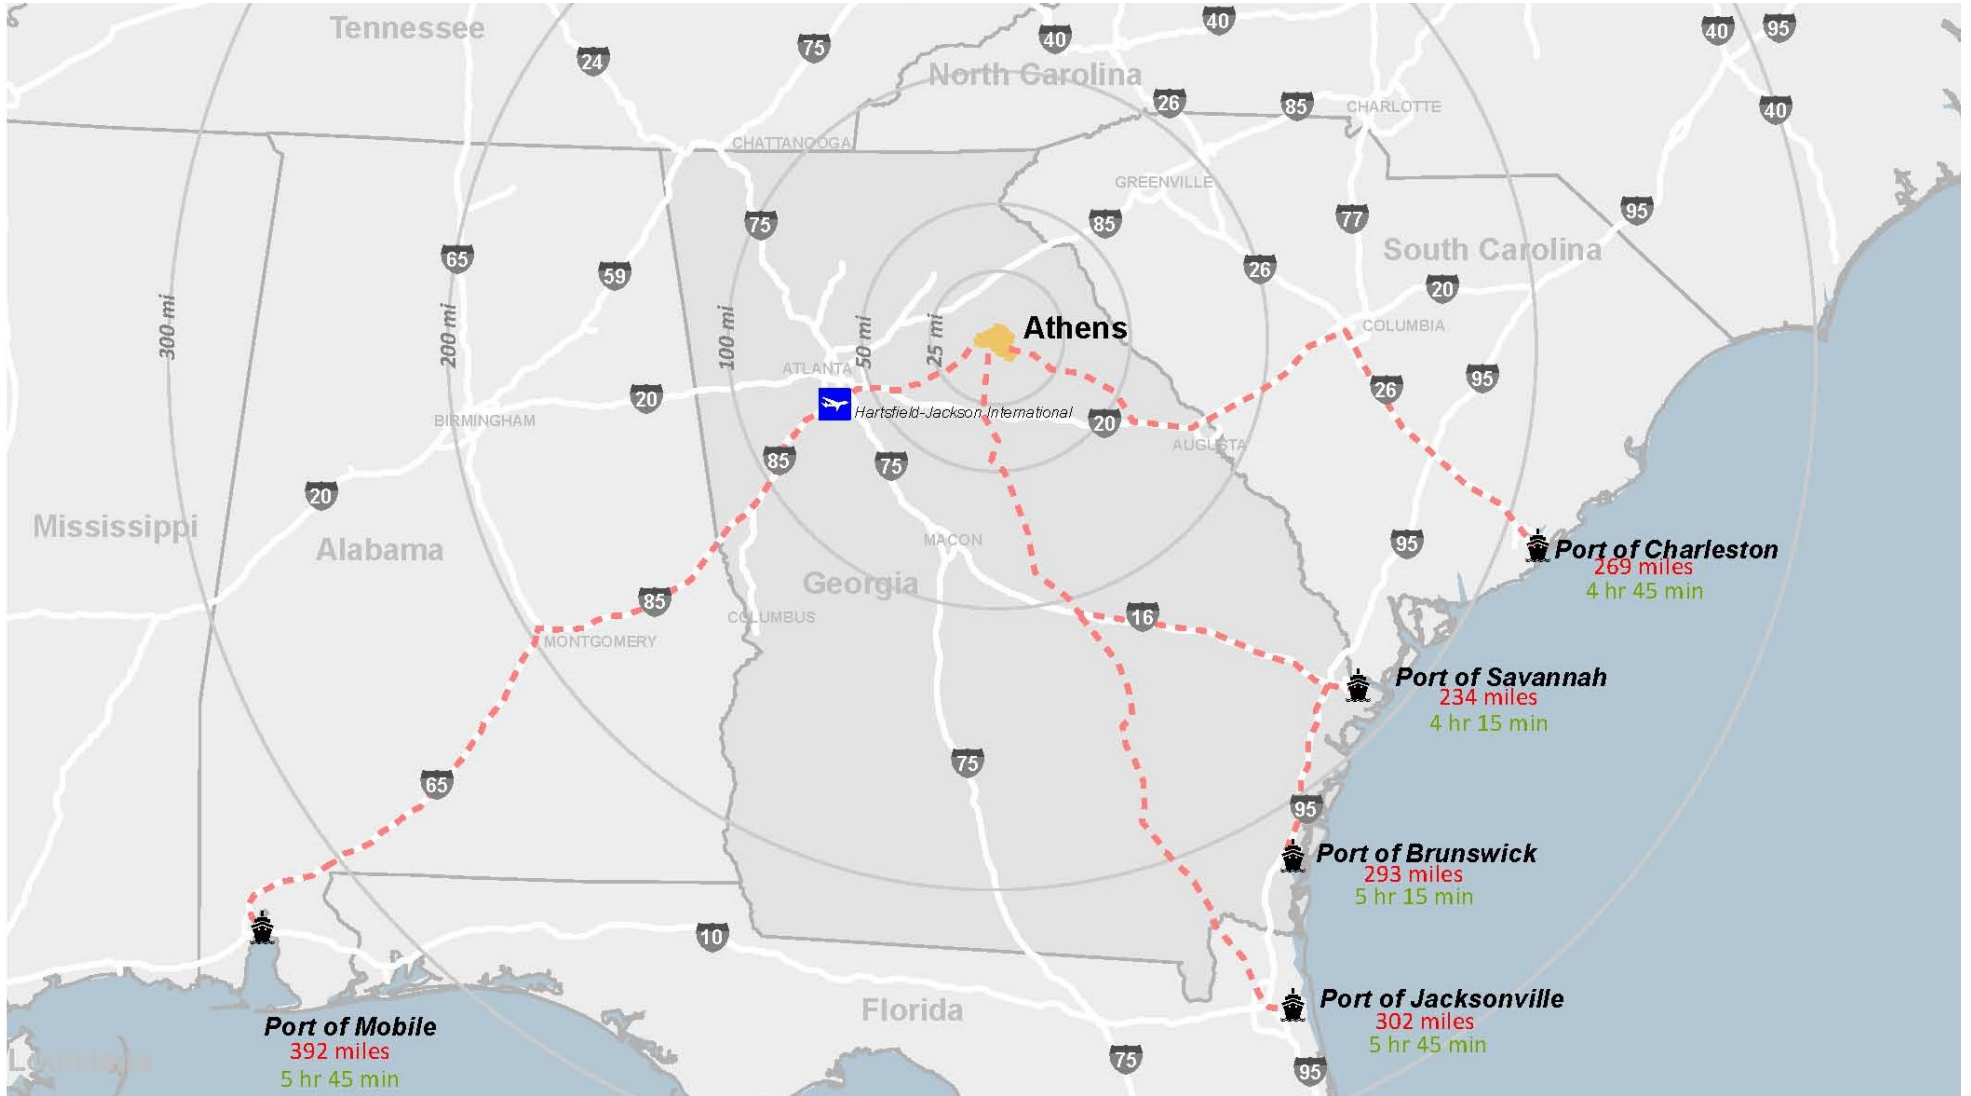 Tennessee
North Carolina
South Carolina
Mississippi
Alabama
Georgia
Florida
40
95
40
40
75
24
26
85
CHARLOTTE
40
CHATTANOOGA
GREENVILLE
75
85
77
95
65
59
26
20
300 mi
200 mi
100 mi
50 mi
25 mi
Athens
COLUMBIA
ATLANTA
20
26
95
Hartsfield-Jackson International
BIRMINGHAM
20
AUGUSTA
85
75
20
MACON
95
Port of Charleston
269 miles
4 hr 45 min
85
COLUMBUS
16
MONTGOMERY
Port of Savannah
234 miles
4 hr 15 min
75
65
95
Port of Brunswick
293 miles
5 hr 15 min
10
Port of Jacksonville
302 miles
5 hr 45 min
Port of Mobile
392 miles
5 hr 45 min
75
95